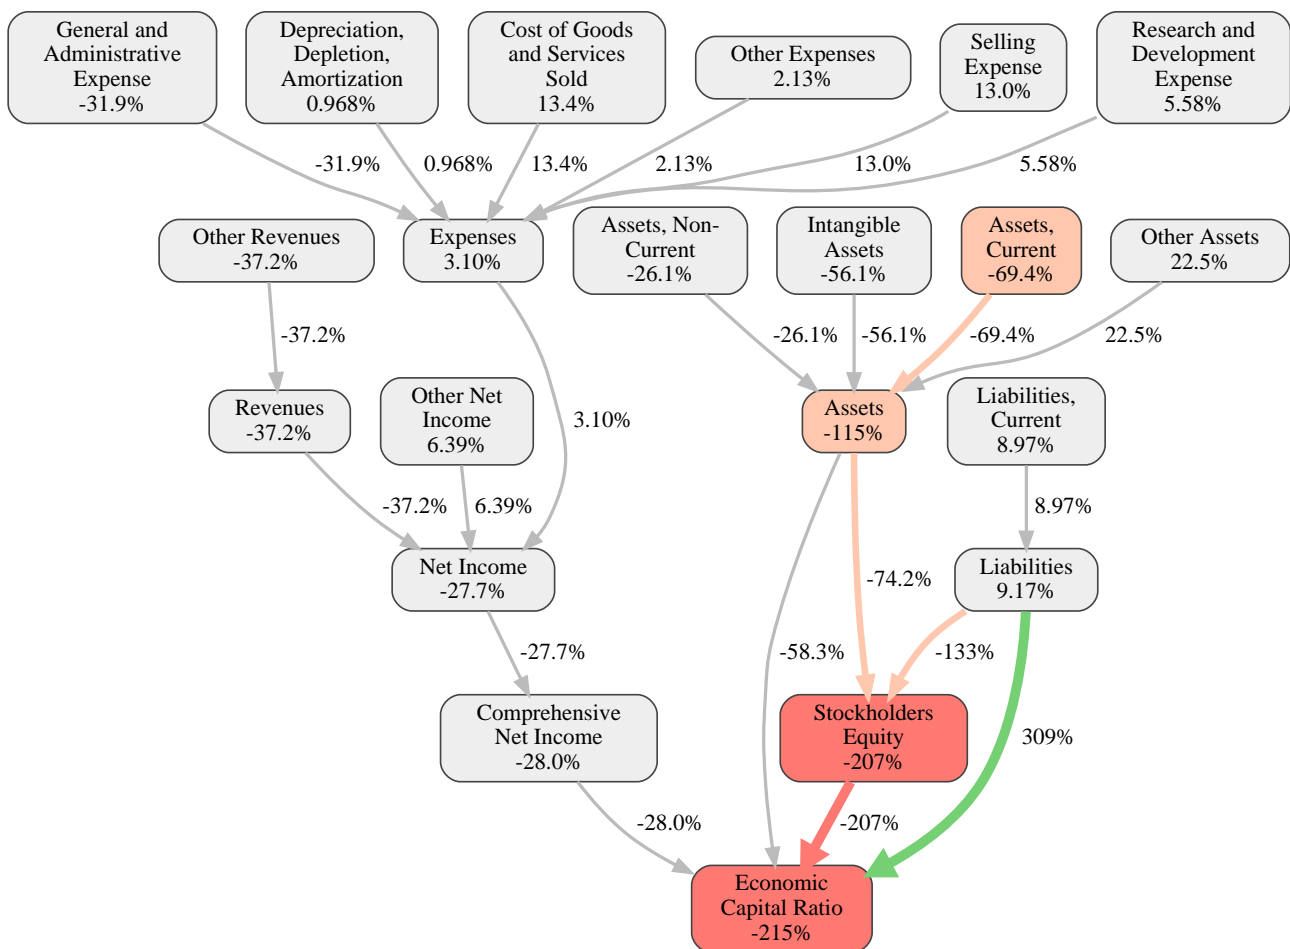 General and
Administrative
Expense
-31.9%
Depreciation,
Depletion,
Amortization
0.968%
Cost of Goods
and Services
Sold
13.4%
Other Expenses
2.13%
Selling
Expense
13.0%
Research and
Development
Expense
5.58%
-31.9%
0.968%
13.4%
2.13%
13.0%
5.58%
Other Revenues
-37.2%
Expenses
3.10%
Assets, Non-
Current
-26.1%
Intangible
Assets
-56.1%
Assets,
Current
-69.4%
Other Assets
22.5%
-37.2%
-26.1%
-56.1%
-69.4%
22.5%
Revenues
-37.2%
Other Net
Income
6.39%
3.10%
Assets
-115%
Liabilities,
Current
8.97%
-37.2%
6.39%
8.97%
Net Income
-27.7%
-74.2%
Liabilities
9.17%
-27.7%
-58.3%
-133%
Comprehensive
Net Income
-28.0%
Stockholders
Equity
-207%
309%
-28.0%
-207%
Economic
Capital Ratio
-215%